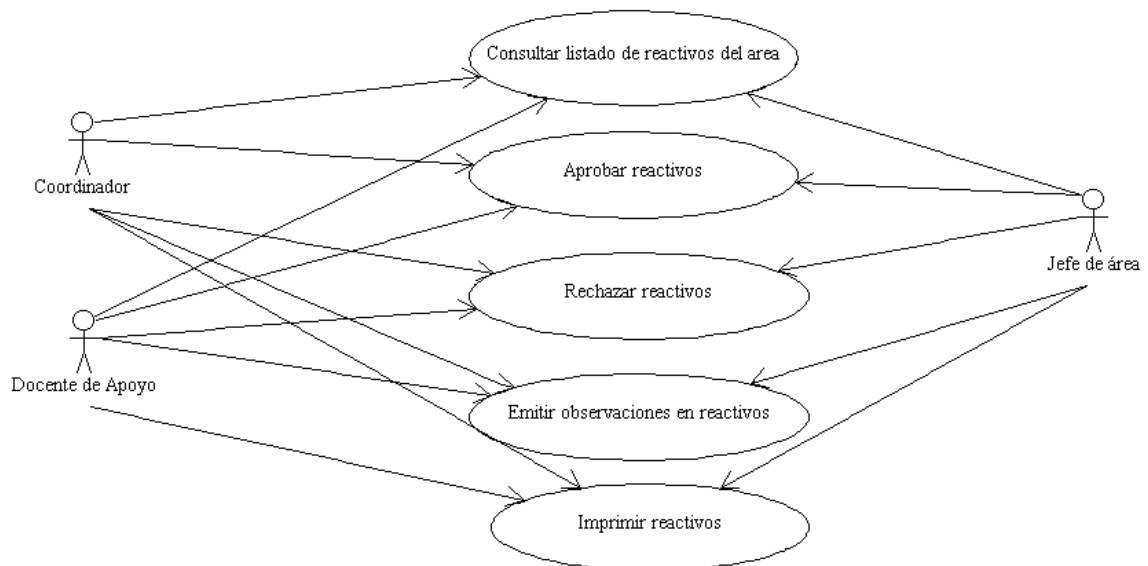 Consultar listado de reactivos del area
Aprobar reactivos
Coordinador
Rechazar reactivos
Jefe de área
Docente de Apoyo
Emitir observaciones en reactivos
Imprimir reactivos